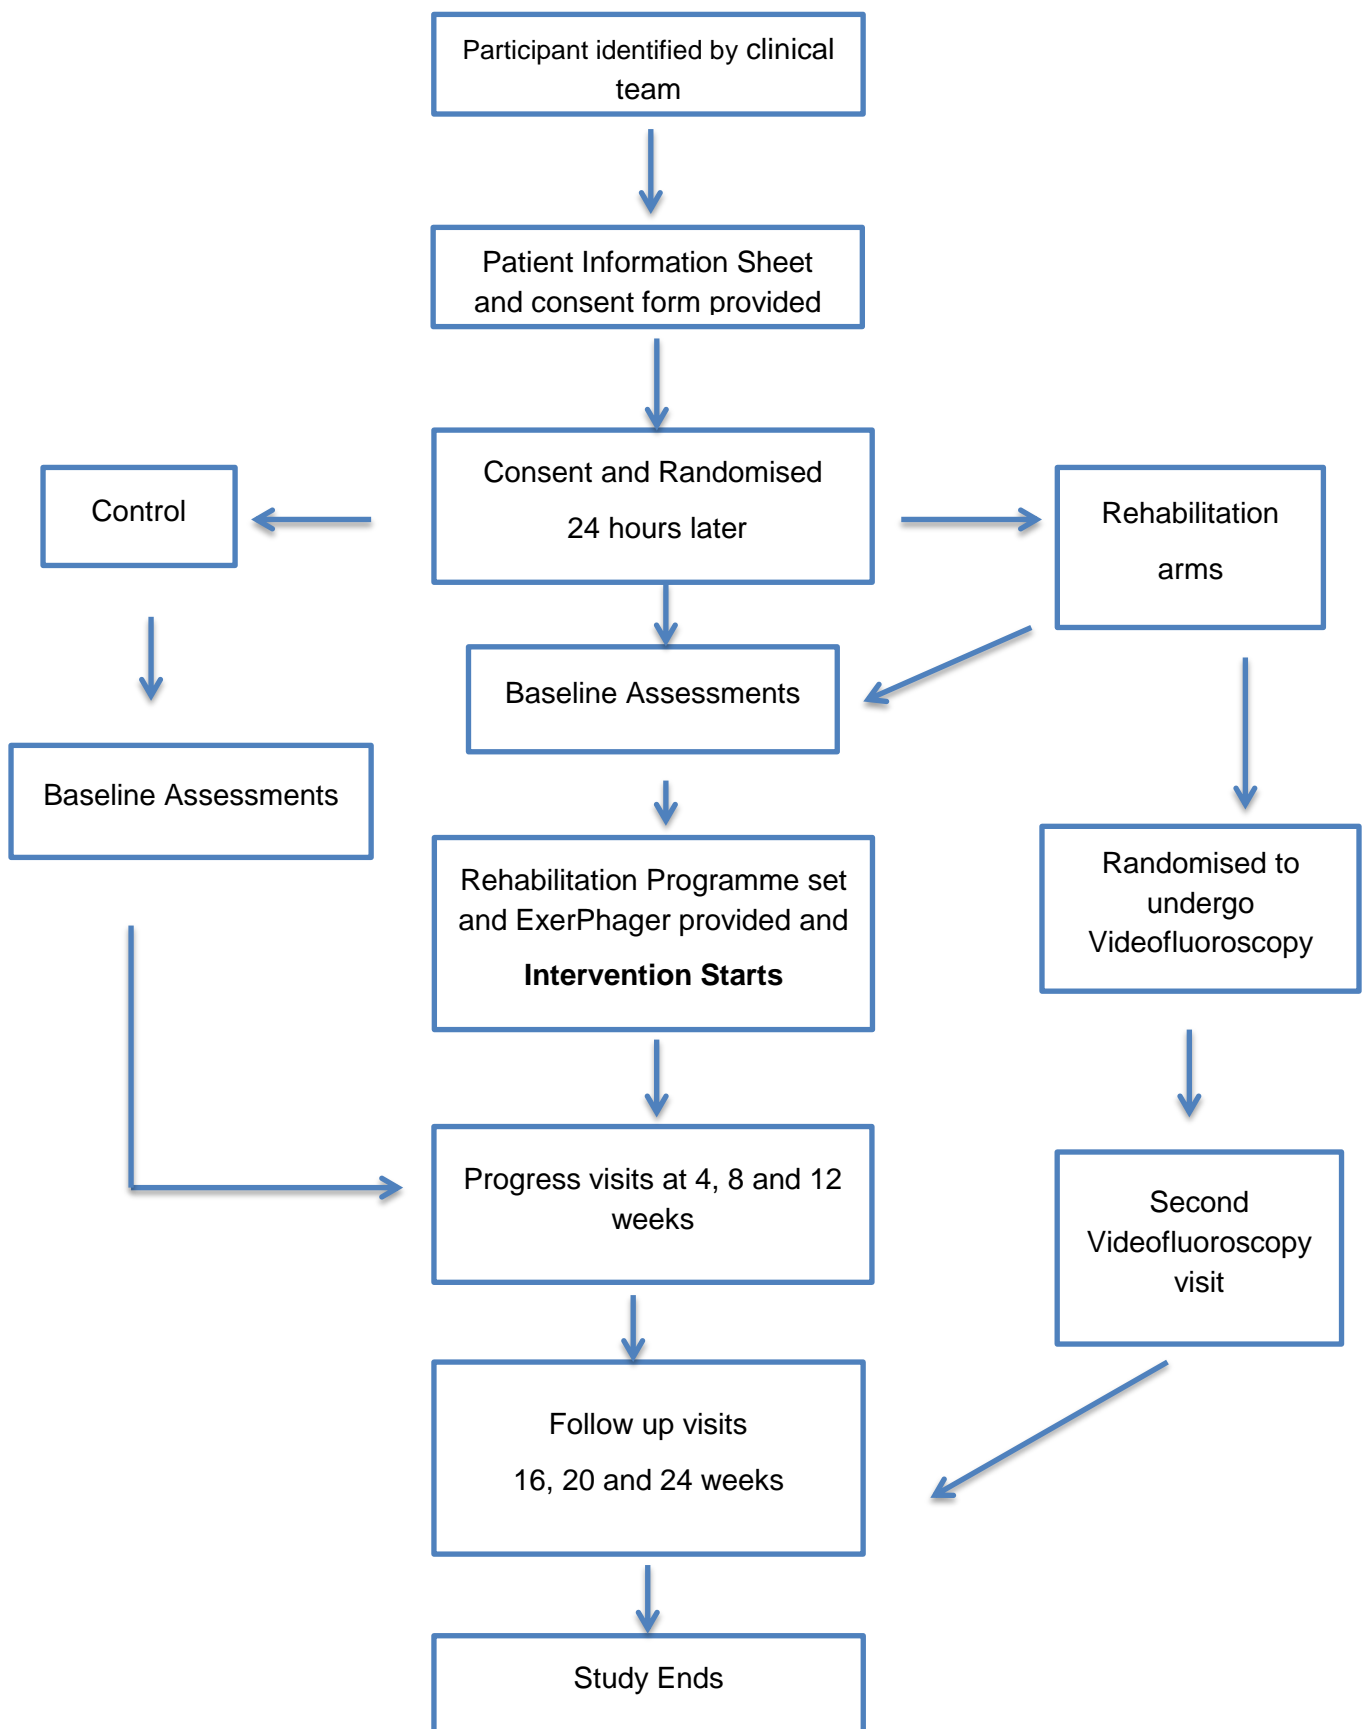 Participant identified by clinical
team
Patient Information Sheet
and consent form provided
Consent and Randomised
24 hours later
Control
Rehabilitation
arms
Baseline Assessments
Baseline Assessments
Rehabilitation Programme set
and ExerPhager provided and
Intervention Starts
Randomised to
undergo
Videofluoroscopy
Progress visits at 4, 8 and 12
weeks
Second
Videofluoroscopy
visit
Follow up visits
16, 20 and 24 weeks
Study Ends